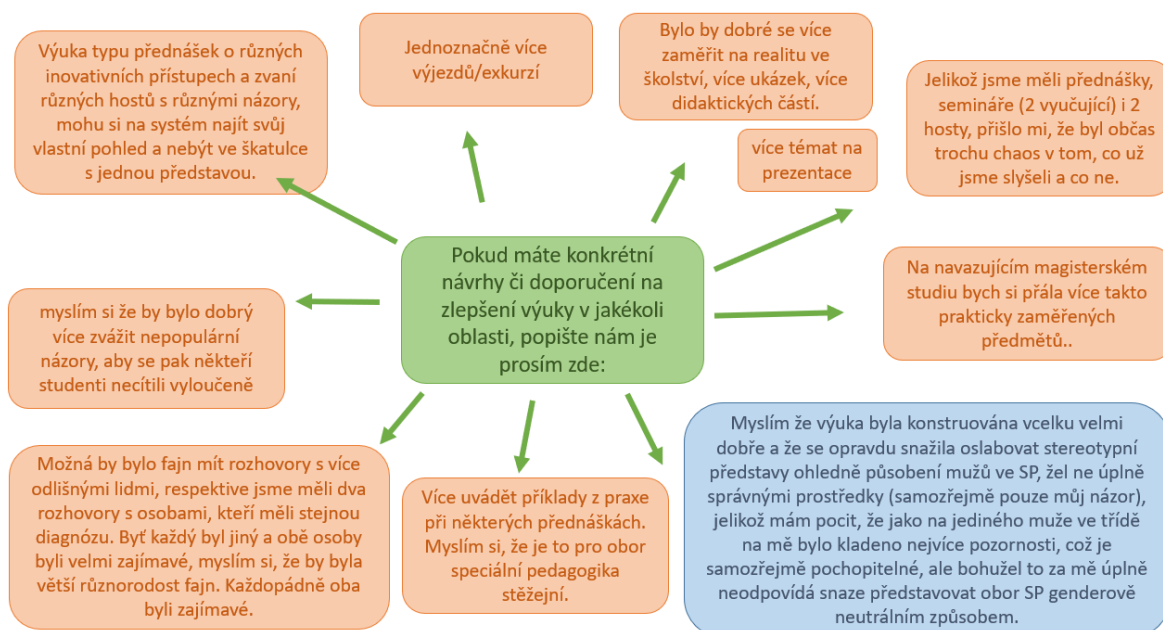 Výuka typu přednášek o různých
inovativních přístupech a zvaní
různých hostů s různými názory,
mohu si na systém najít svůj
vlastní pohled a nebýt ve škatulce
s jednou představou.
Jednoznačně více
výjezdů/exkurzí
Bylo by dobré se více
zaměřit na realitu ve
školství, více ukázek, více
didaktických částí.
více témat na
prezentace
Jelikož jsme měli přednášky,
semináře (2 vyučující) i 2
hosty, přišlo mi, že byl občas
trochu chaos v tom, co už
jsme slyšeli a co ne.
Pokud máte konkrétní
návrhy či doporučení na
zlepšení výuky v jakékoli
oblasti, popište nám je
prosím zde:
Na navazujícím magisterském
studiu bych si přála více takto
prakticky zaměřených
předmětů..
myslím si že by bylo dobrý
více zvážit nepopulární
názory, aby se pak někteří
studenti necítili vyloučeně
Možná by bylo fajn mít rozhovory s více
odlišnými lidmi, respektive jsme měli dva
rozhovory s osobami, kteří měli stejnou
diagnózu. Byť každý byl jiný a obě osoby
byli velmi zajímavé, myslím si, že by byla
větší různorodost fajn. Každopádně oba
byli zajímavé.
Více uvádět příklady z praxe
při některých přednáškách.
Myslím si, že je to pro obor
speciální pedagogika
stěžejní.
Myslím že výuka byla konstruována vcelku velmi
dobře a že se opravdu snažila oslabovat stereotypní
představy ohledně působení mužů ve SP, žel ne úplně
správnými prostředky (samozřejmě pouze můj názor),
jelikož mám pocit, že jako na jediného muže ve třídě
na mě bylo kladeno nejvíce pozornosti, což je
samozřejmě pochopitelné, ale bohužel to za mě úplně
neodpovídá snaze představovat obor SP genderově
neutrálním způsobem.